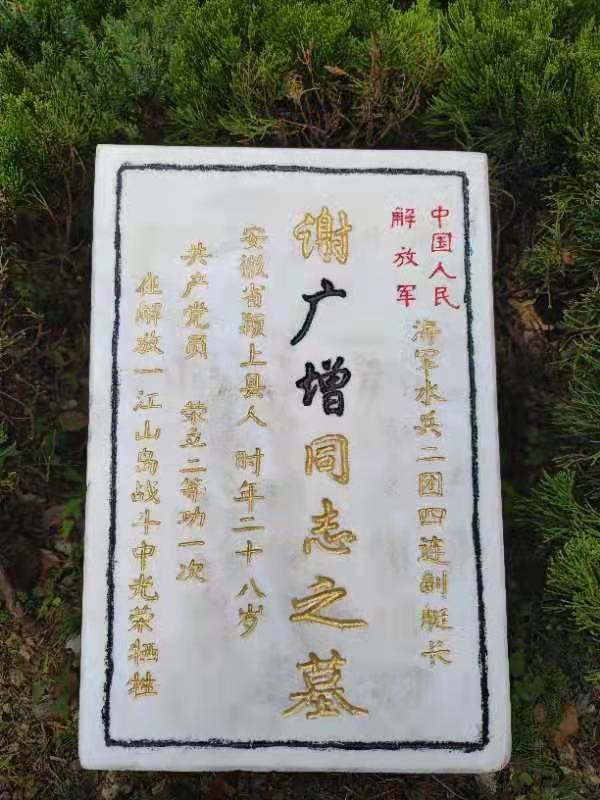 中国人民
解放军
海军水兵二团四连副艇长
谢广增同志之墓
安徽省颍上县人 时年二十八岁
共产党员 荣立二等功一次
在解放一江山岛战斗中光荣牺牲